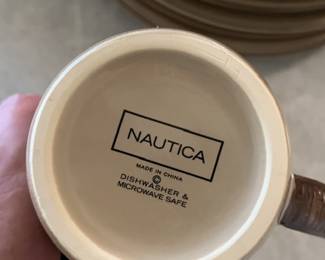 NAUTICA
MADE IN CHINA
©
DISHWASHER &
MICROWAVE SAFE